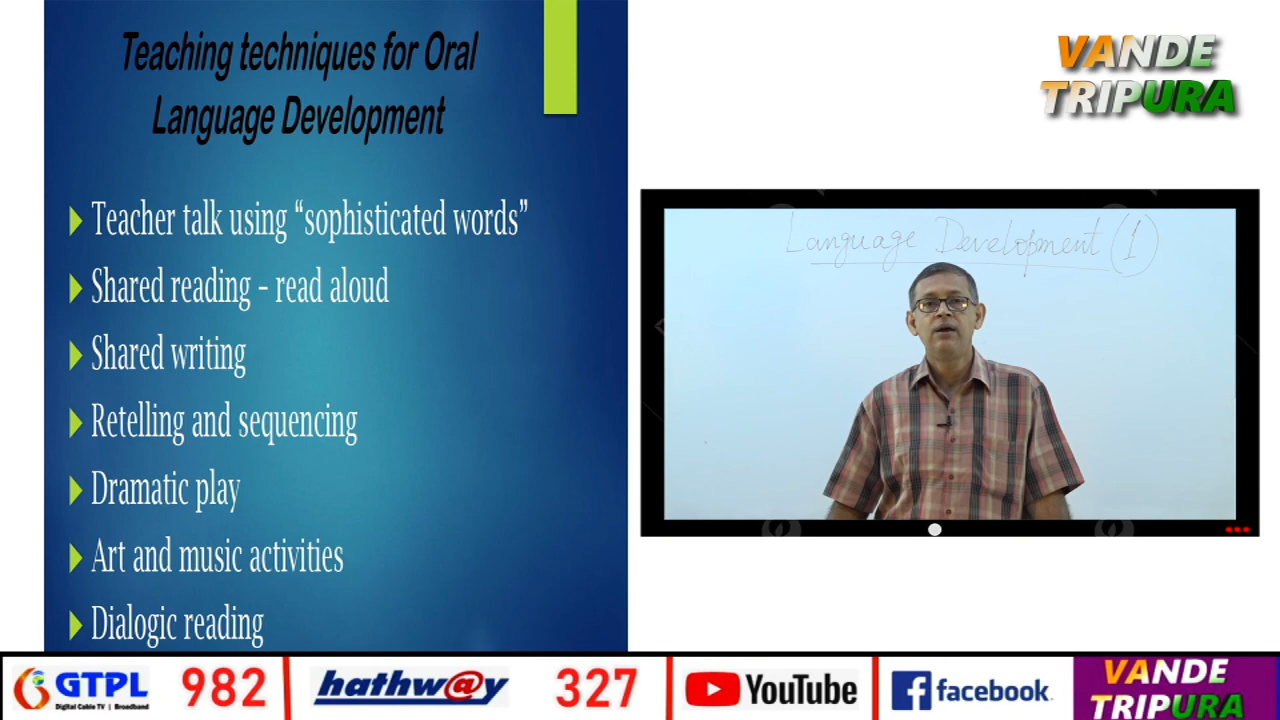 Teaching techniques for Oral
Language Development
Teacher talk using “sophisticated words”
Shared reading - read aloud
Shared writing
Retelling and sequencing
Dramatic play
Art and music activities
Dialogic reading
VANDE
TRIPURA
Language Development (1)
GTPL
Digital Cable TV | Broadband
982
hathw@y
327
YouTube
facebook.
VANDE
TRIPURA